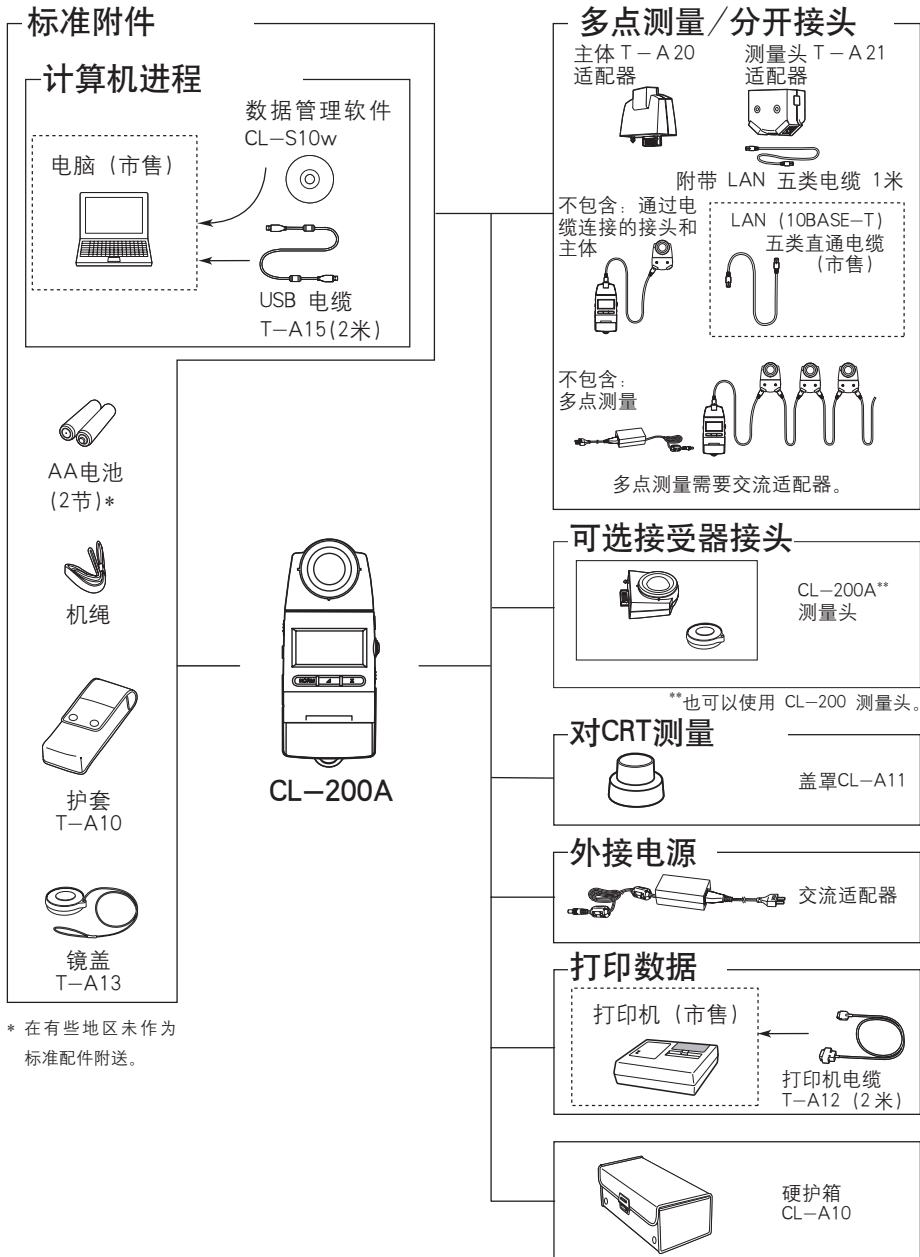 标准附件
计算机进程
数据管理软件
CL−S10w
电脑（市售）
USB 电缆
T−A15(2米)
AA电池
(2节)*
机绳
护套
T−A10
镜盖
T−A13
* 在有些地区未作为
标准配件附送。
NORM
CL−200A
多点测量/分开接头
主体 T−A20
适配器
测量头 T−A21
适配器
附带 LAN 五类电缆 1米
不包含：通过电
缆连接的接头和
主体
LAN（10BASE−T）
五类直通电缆
（市售）
不包含：
多点测量
多点测量需要交流适配器。
可选接受器接头
CL−200A**
测量头
**也可以使用 CL−200 测量头。
对CRT测量
盖罩CL−A11
外接电源
交流适配器
打印数据
打印机（市售）
打印机电缆
T−A12（2米）
硬护箱
CL−A10